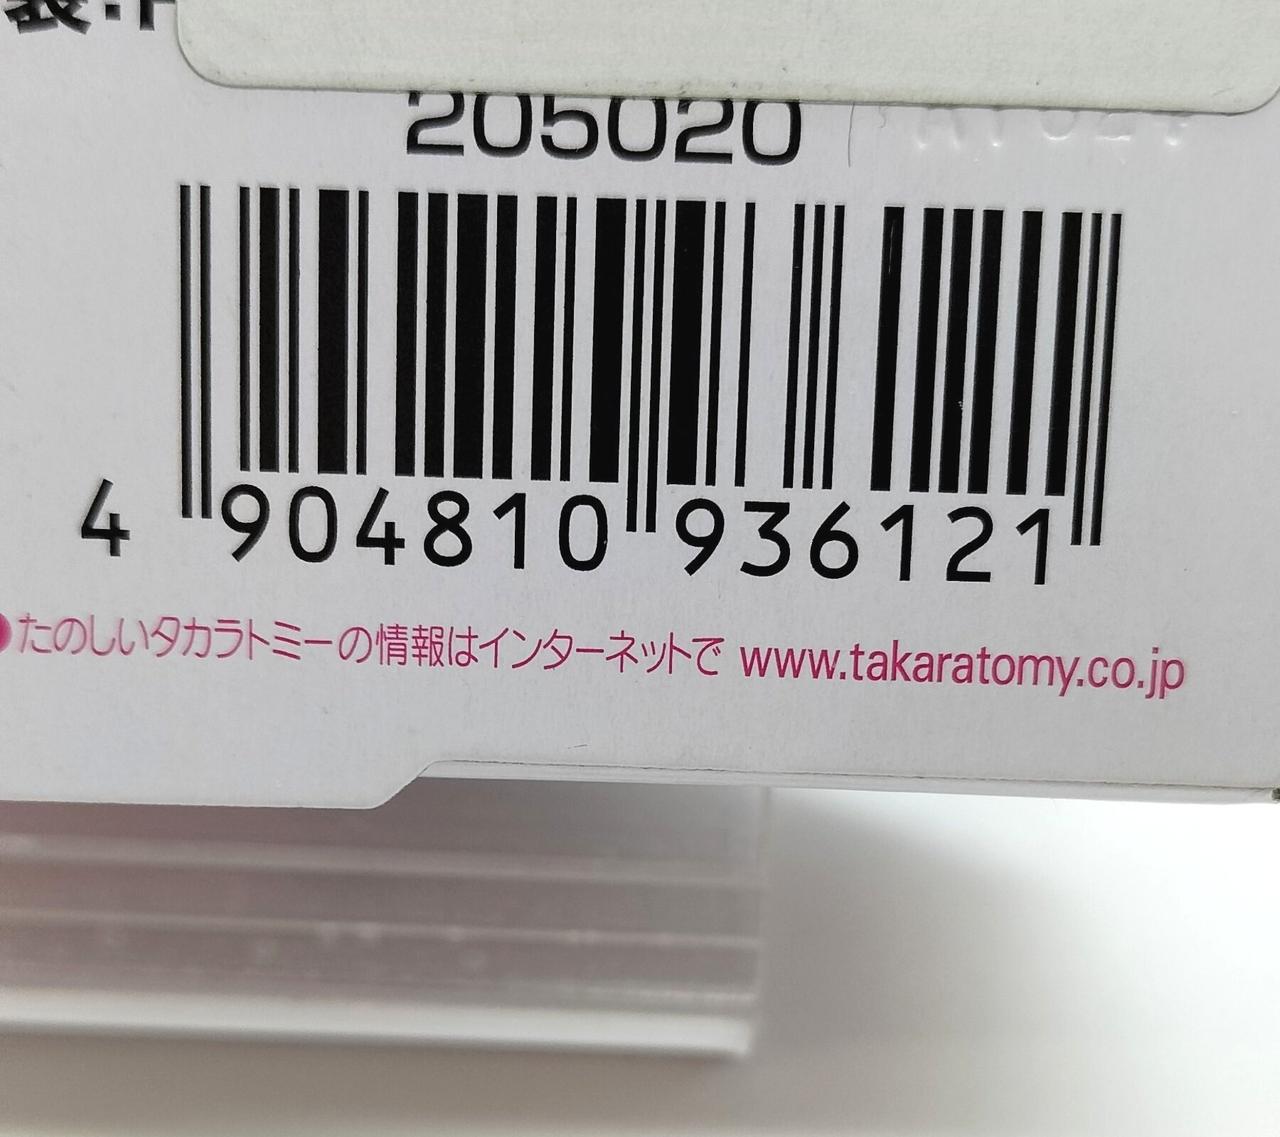 装:
205020
4 904810 936121
たのしいタカラトミーの情報はインターネットで www.takaratomy.co.jp